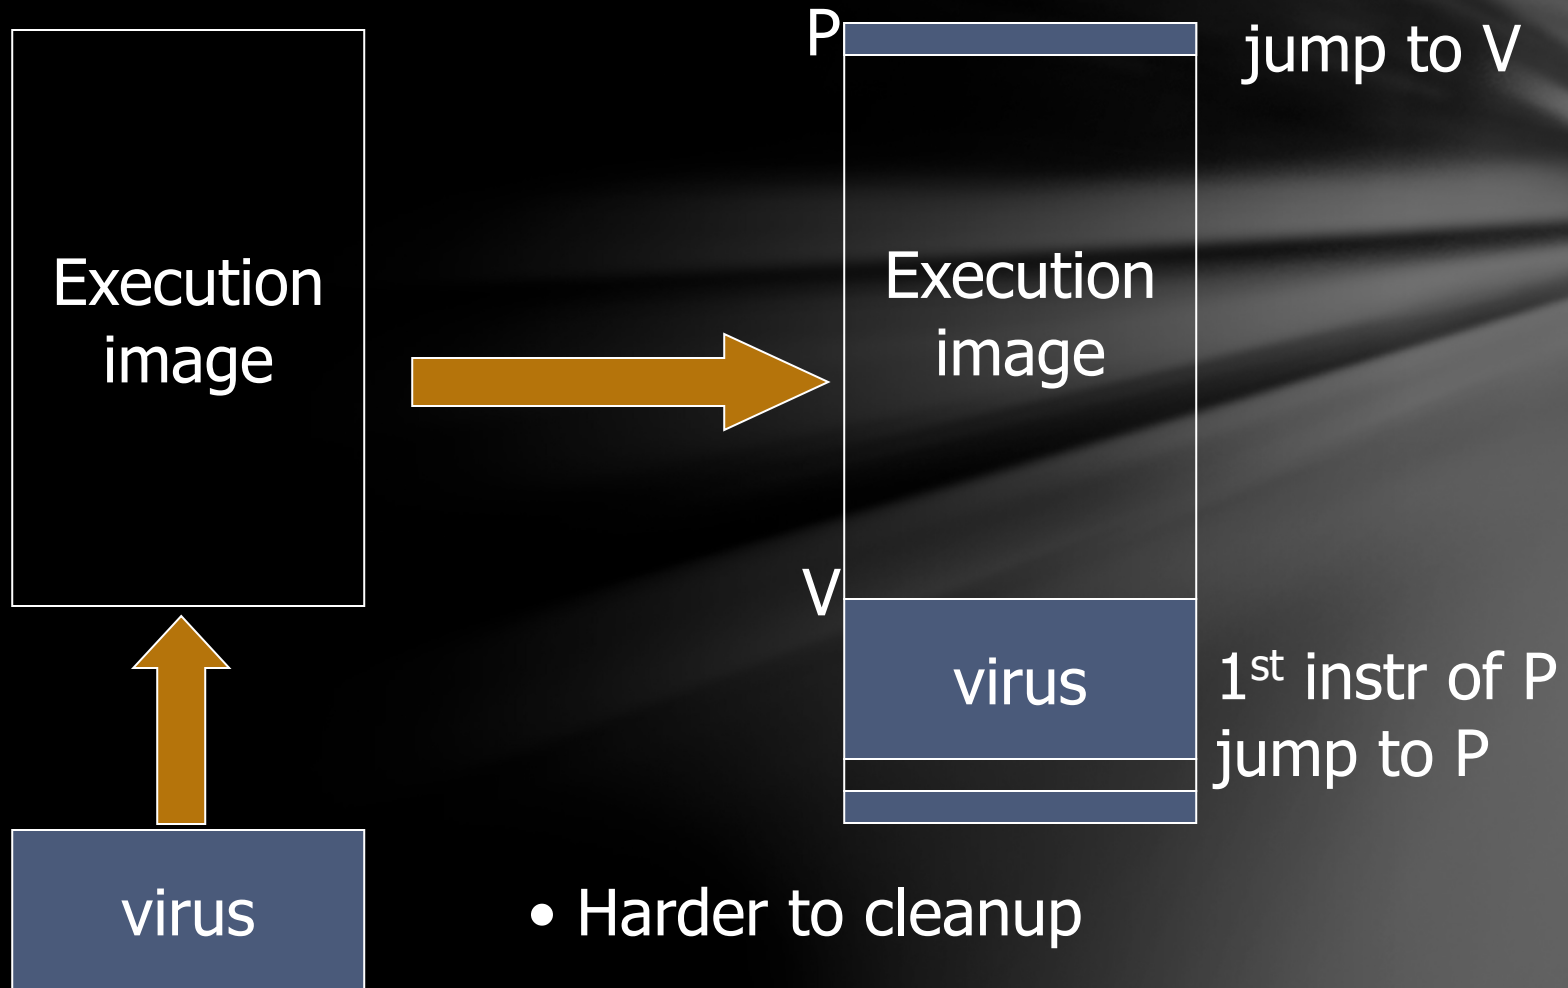 Execution
image
virus
P
jump to V
Execution
image
V
virus
1st instr of P
jump to P
• Harder to cleanup